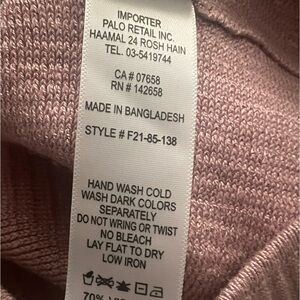 IMPORTER
PALO RETAIL INC.
HAAMAL 24 ROSH HAIN
TEL. 03-5419744
CA # 07658
RN # 142658
MADE IN BANGLADESH
STYLE # F21-85-138
HAND WASH COLD
WASH DARK COLORS
SEPARATELY
DO NOT WRING OR TWIST
NO BLEACH
LAY FLAT TO DRY
LOW IRON
70%